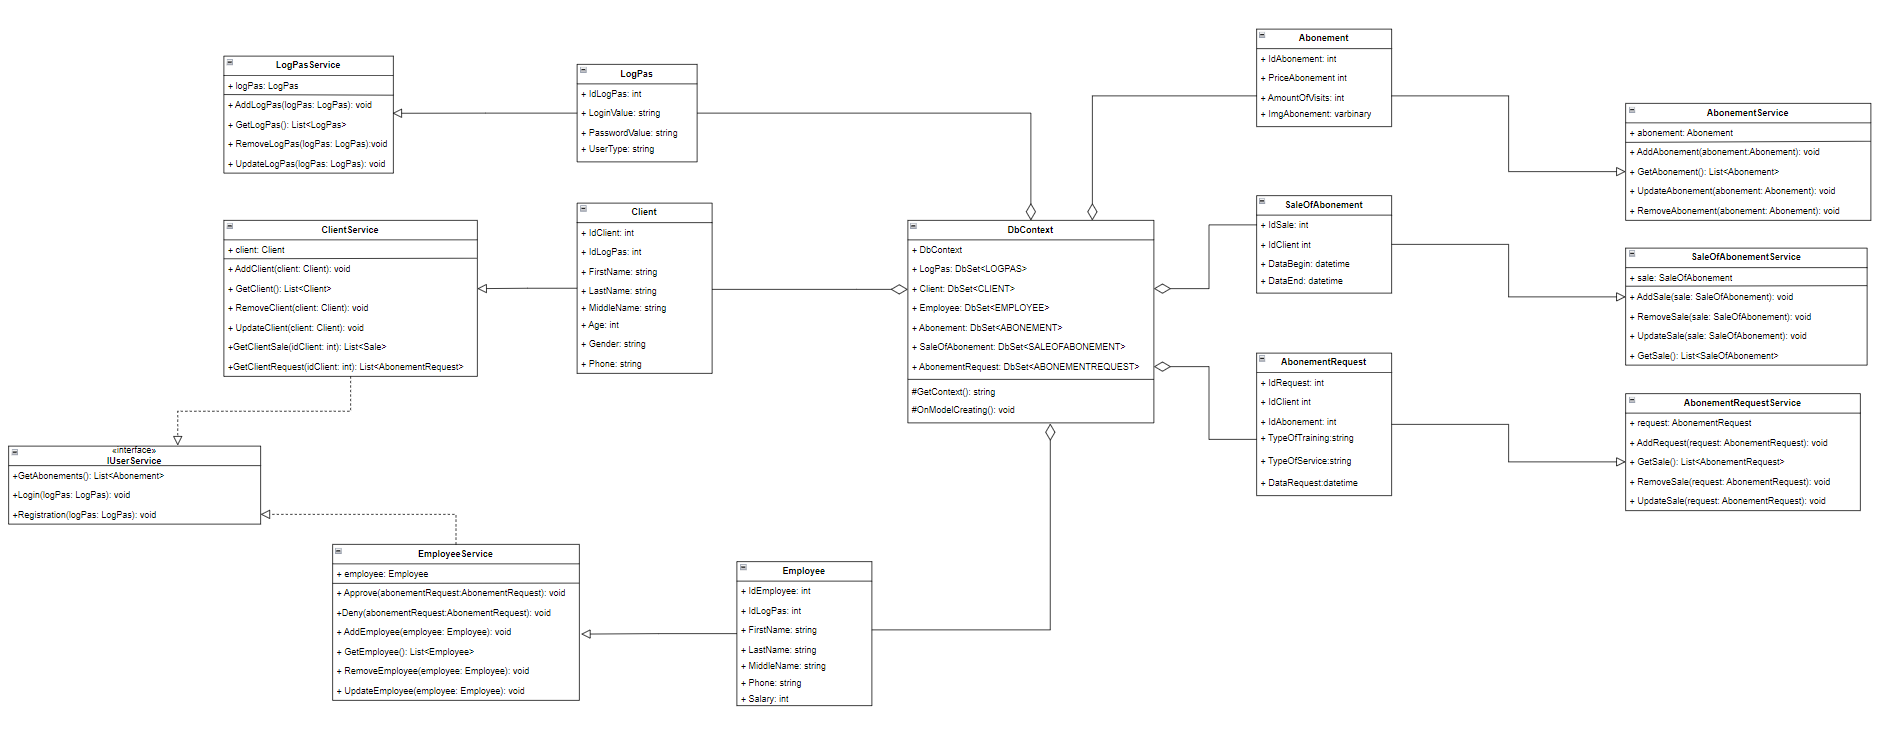 LogPasService
+ logPas: LogPas
+ AddLogPas(logPas: LogPas): void
+ GetLogPas(): List<LogPas>
+ RemoveLogPas(logPas: LogPas):void
+ UpdateLogPas(logPas: LogPas): void
LogPas
+ IdLogPas: int
+ LoginValue: string
+ PasswordValue: string
+ UserType: string
Abonement
+ IdAbonement: int
+ PriceAbonement int
+ AmountOfVisits: int
+ ImgAbonement: varbinary
AbonementService
+ abonement: Abonement
+ AddAbonement(abonement:Abonement): void
+ GetAbonement(): List<Abonement>
+ UpdateAbonement(abonement: Abonement): void
+ RemoveAbonement(abonement: Abonement): void
ClientService
+ client: Client
+ AddClient(client: Client): void
+ GetClient(): List<Client>
+ RemoveClient(client: Client): void
+ UpdateClient(client: Client): void
+GetClientSale(idClient: int): List<Sale>
+GetClientRequest(idClient: int): List<AbonementRequest>
Client
+ IdClient: int
+ IdLogPas: int
+ FirstName: string
+ LastName: string
+ MiddleName: string
+ Age: int
+ Gender: string
+ Phone: string
DbContext
+ DbContext
+ LogPas: DbSet<LOGPAS>
+ Client: DbSet<CLIENT>
+ Employee: DbSet<EMPLOYEE>
+ Abonement: DbSet<ABONEMENT>
+ SaleOfAbonement: DbSet<SALEOFABONEMENT>
+ AbonementRequest: DbSet<ABONEMENTREQUEST>
#GetContext(): string
#OnModelCreating(): void
SaleOfAbonement
+ IdSale: int
+ IdClient int
+ DataBegin: datetime
+ DataEnd: datetime
SaleOfAbonementService
+ sale: SaleOfAbonement
+ AddSale(sale: SaleOfAbonement): void
+ RemoveSale(sale: SaleOfAbonement): void
+ UpdateSale(sale: SaleOfAbonement): void
+ GetSale(): List<SaleOfAbonement>
AbonementRequest
+ IdRequest: int
+ IdClient int
+ IdAbonement: int
+ TypeOfTraining:string
+ TypeOfService:string
+ DataRequest:datetime
AbonementRequestService
+ request: AbonementRequest
+ AddRequest(request: AbonementRequest): void
+ GetSale(): List<AbonementRequest>
+ RemoveSale(request: AbonementRequest): void
+ UpdateSale(request: AbonementRequest): void
«interface»
IUserService
+GetAbonements(): List<Abonement>
+Login(logPas: LogPas): void
+Registration(logPas: LogPas): void
EmployeeService
+ employee: Employee
+ Approve(abonementRequest:AbonementRequest): void
+Deny(abonementRequest:AbonementRequest): void
+ AddEmployee(employee: Employee): void
+ GetEmployee(): List<Employee>
+ RemoveEmployee(employee: Employee): void
+ UpdateEmployee(employee: Employee): void
Employee
+ IdEmployee: int
+ IdLogPas: int
+ FirstName: string
+ LastName: string
+ MiddleName: string
+ Phone: string
+ Salary: int